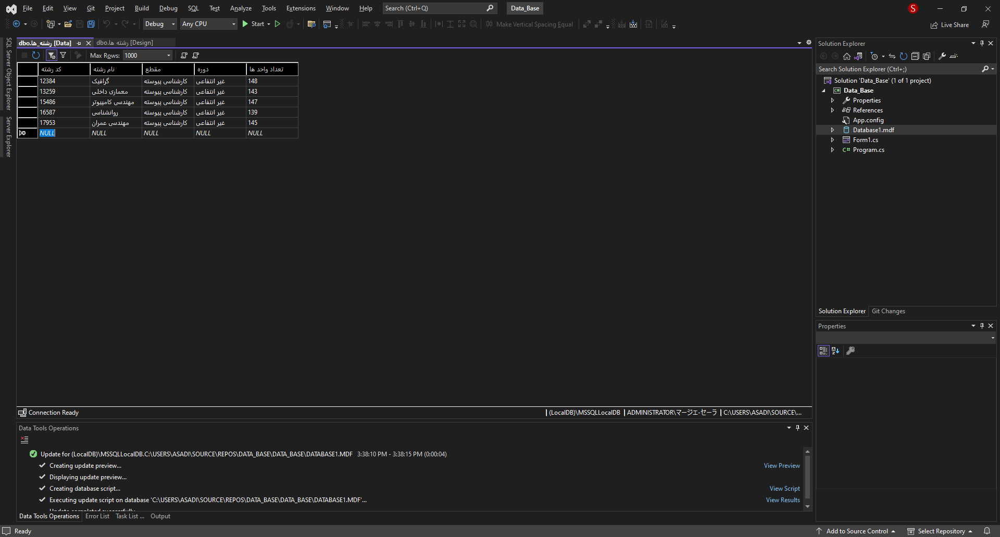 File Edit View Git Project Build Debug SQL Test Analyze Tools Extensions Window Help Search (Ctrl+Q) Data_Base S
Debug Any CPU Start Make Vertical Spacing Equal Live Share
SQL Server Object Explorer
Server Explorer
dbo.رشته_ها [Data] dbo.رشته ها [Design]
Max Rows: 1000
کد رشته نام رشته مقطع دوره تعداد واحد ها
12384 گرافیک کارشناسی پیوسته غیر انتفاعی 148
13259 معماری داخلی کارشناسی پیوسته غیر انتفاعی 143
15486 مهندسی کامپیوتر کارشناسی پیوسته غیر انتفاعی 147
16587 روانشناسی کارشناسی پیوسته غیر انتفاعی 139
17953 مهندسی عمران کارشناسی پیوسته غیر انتفاعی 145
NULL NULL NULL NULL NULL
Connection Ready (LocalDB)\MSSQLLocalDB ADMINISTRATOR\マージエ-セーラ C:\USERS\ASADI\SOURCE\...
Data Tools Operations
Update for (LocalDB)\MSSQLLocalDB.C:\USERS\ASADI\SOURCE\REPOS\DATA_BASE\DATA_BASE\DATABASE1.MDF 3:38:10 PM - 3:38:15 PM (0:00:04)
Creating update preview... View Preview
Displaying update preview...
Creating database script... View Script
Executing update script on database 'C:\USERS\ASADI\SOURCE\REPOS\DATA_BASE\DATA_BASE\DATABASE1.MDF'... View Results
Update completed successfully
Data Tools Operations Error List Task List ... Output
Solution Explorer
Search Solution Explorer (Ctrl+;)
Solution 'Data_Base' (1 of 1 project)
C# Data_Base
Properties
References
App.config
Database1.mdf
Form1.cs
C# Program.cs
Solution Explorer Git Changes
Properties
Ready Add to Source Control Select Repository